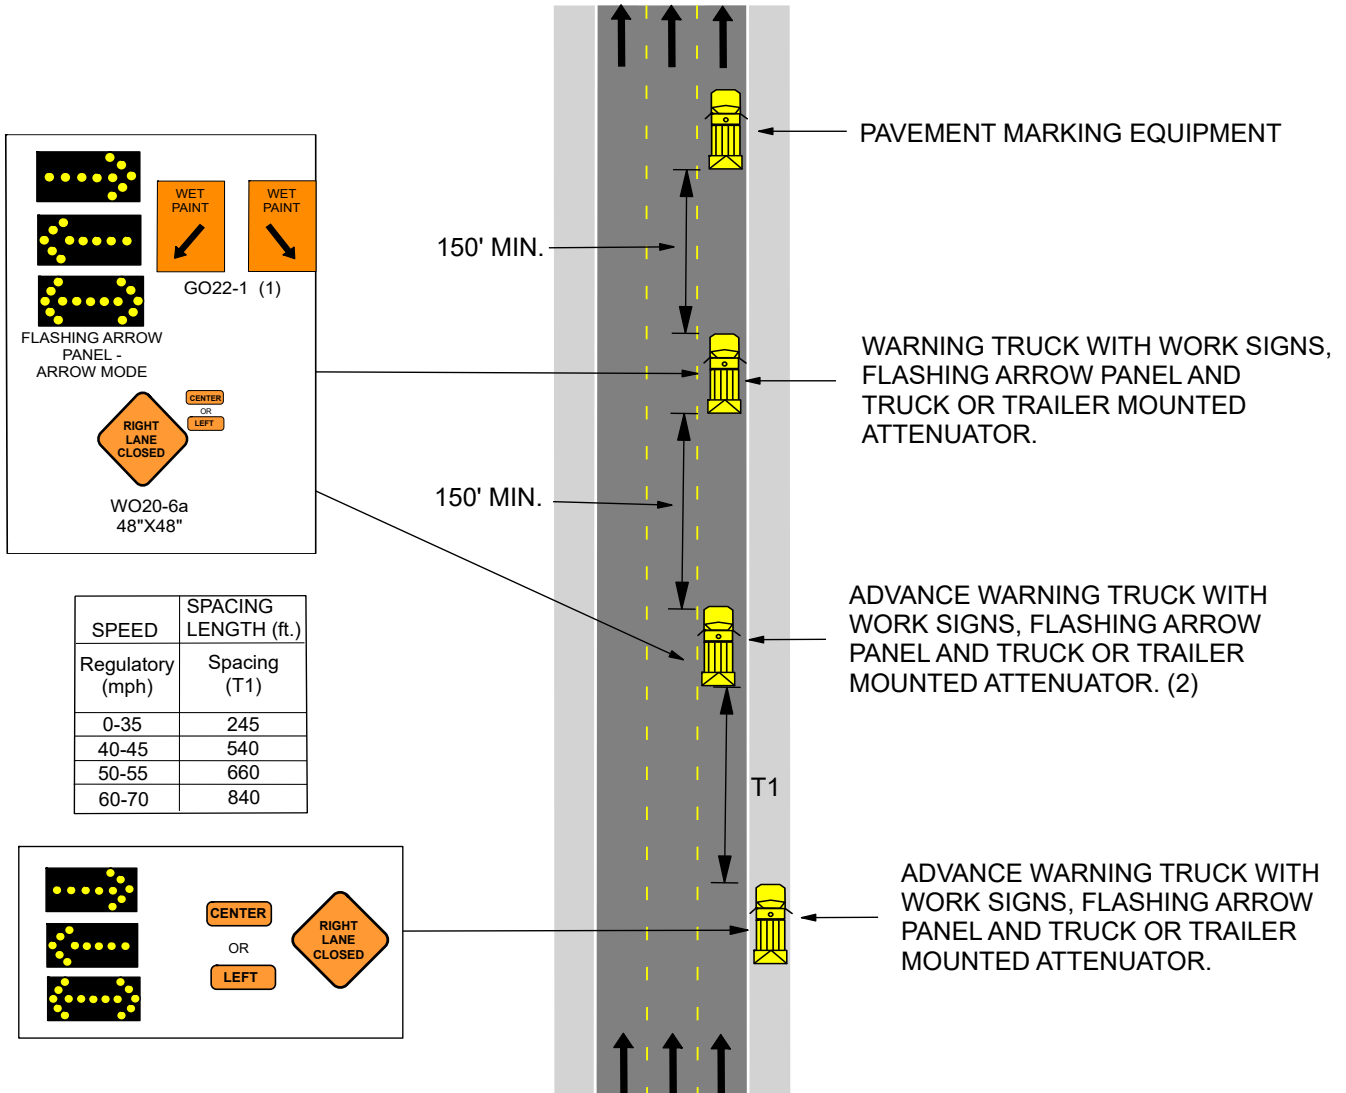 PAVEMENT MARKING EQUIPMENT
WET
PAINT
WET
PAINT
GO22-1 (1)
FLASHING ARROW
PANEL -
ARROW MODE
CENTER
OR
LEFT
RIGHT
LANE
CLOSED
WO20-6a
48"X48"
150' MIN.
WARNING TRUCK WITH WORK SIGNS,
FLASHING ARROW PANEL AND
TRUCK OR TRAILER MOUNTED
ATTENUATOR.
150' MIN.
ADVANCE WARNING TRUCK WITH
WORK SIGNS, FLASHING ARROW
PANEL AND TRUCK OR TRAILER
MOUNTED ATTENUATOR. (2)
SPEED
SPACING
LENGTH (ft.)
Regulatory
(mph)
Spacing
(T1)
0-35 245
40-45 540
50-55 660
60-70 840
T1
CENTER
OR
LEFT
RIGHT
LANE
CLOSED
ADVANCE WARNING TRUCK WITH
WORK SIGNS, FLASHING ARROW
PANEL AND TRUCK OR TRAILER
MOUNTED ATTENUATOR.